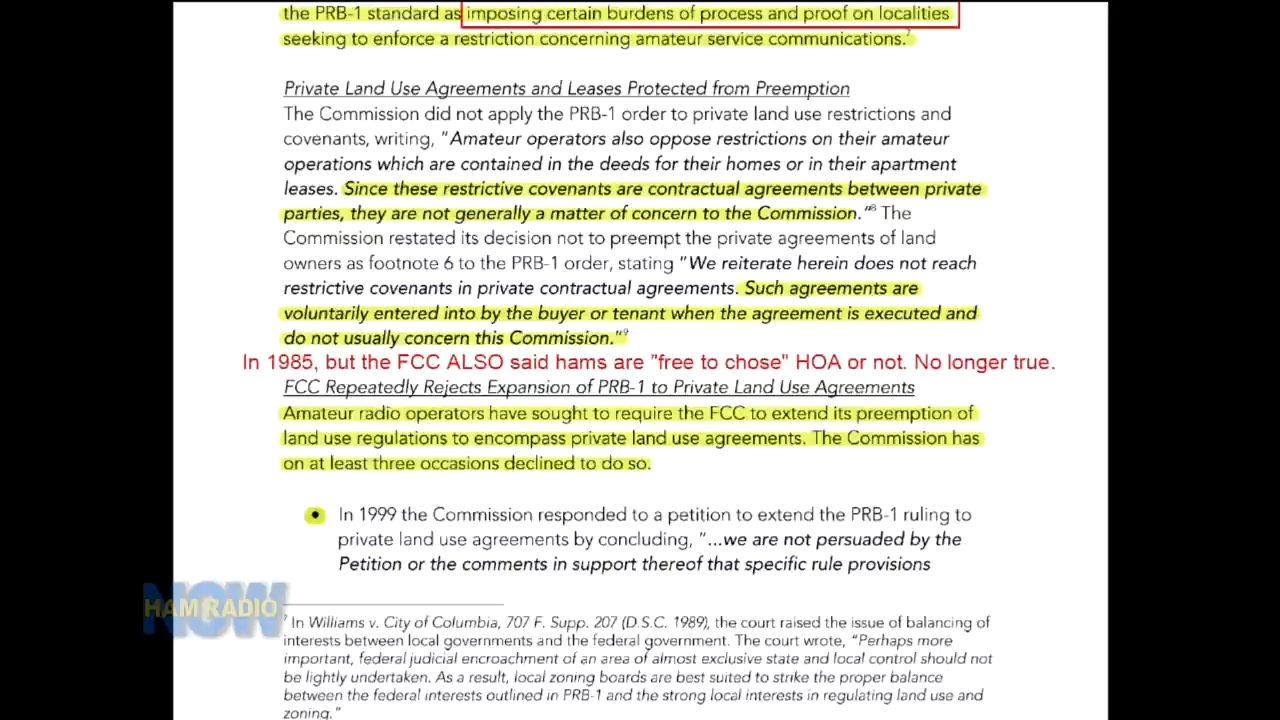 the PRB-1 standard as imposing certain burdens of process and proof on localities
seeking to enforce a restriction concerning amateur service communications.7
Private Land Use Agreements and Leases Protected from Preemption
The Commission did not apply the PRB-1 order to private land use restrictions and
covenants, writing, "Amateur operators also oppose restrictions on their amateur
operations which are contained in the deeds for their homes or in their apartment
leases. Since these restrictive covenants are contractual agreements between private
parties, they are not generally a matter of concern to the Commission."8 The
Commission restated its decision not to preempt the private agreements of land
owners as footnote 6 to the PRB-1 order, stating "We reiterate herein does not reach
restrictive covenants in private contractual agreements. Such agreements are
voluntarily entered into by the buyer or tenant when the agreement is executed and
do not usually concern this Commission."9
In 1985, but the FCC ALSO said hams are "free to chose" HOA or not. No longer true.
FCC Repeatedly Rejects Expansion of PRB-1 to Private Land Use Agreements
Amateur radio operators have sought to require the FCC to extend its preemption of
land use regulations to encompass private land use agreements. The Commission has
on at least three occasions declined to do so.
• In 1999 the Commission responded to a petition to extend the PRB-1 ruling to
private land use agreements by concluding, "...we are not persuaded by the
Petition or the comments in support thereof that specific rule provisions
HAM RADIO
NOW
7 In Williams v. City of Columbia, 707 F. Supp. 207 (D.S.C. 1989), the court raised the issue of balancing of
interests between local governments and the federal government. The court wrote, "Perhaps more
important, federal judicial encroachment of an area of almost exclusive state and local control should not
be lightly undertaken. As a result, local zoning boards are best suited to strike the proper balance
between the federal interests outlined in PRB-1 and the strong local interests in regulating land use and
zoning."